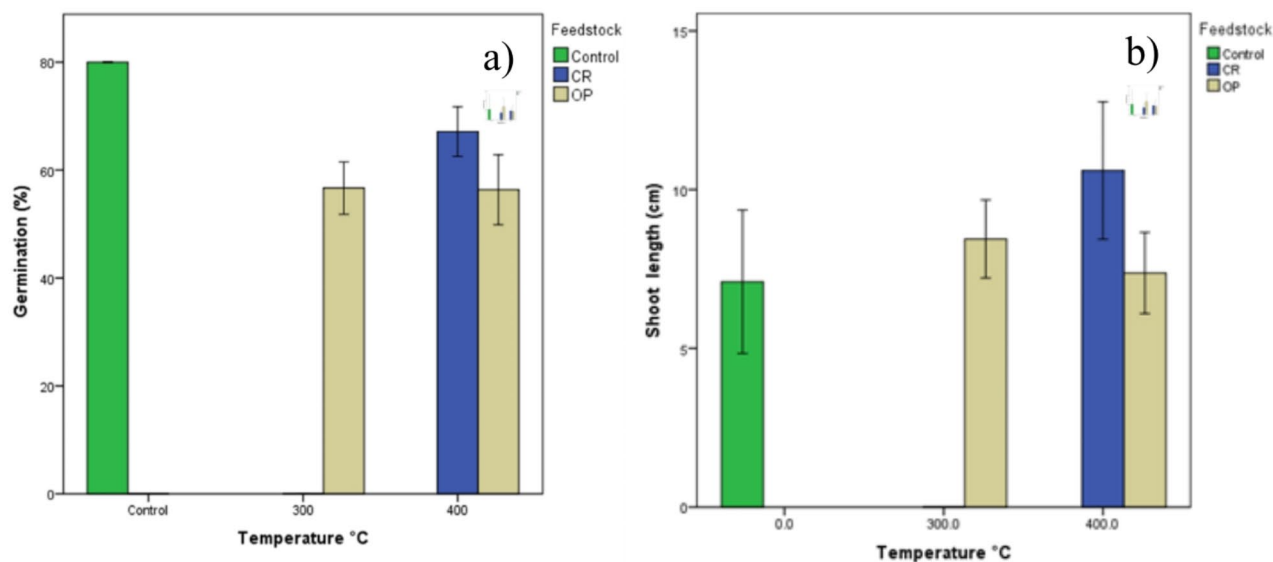 a)
Feedstock
Control
CR
OP
Germination (%)
80
60
40
20
0
Control
300
400
Temperature °C
b)
Feedstock
Control
CR
OP
Shoot length (cm)
15
10
5
0
0.0
300.0
400.0
Temperature °C